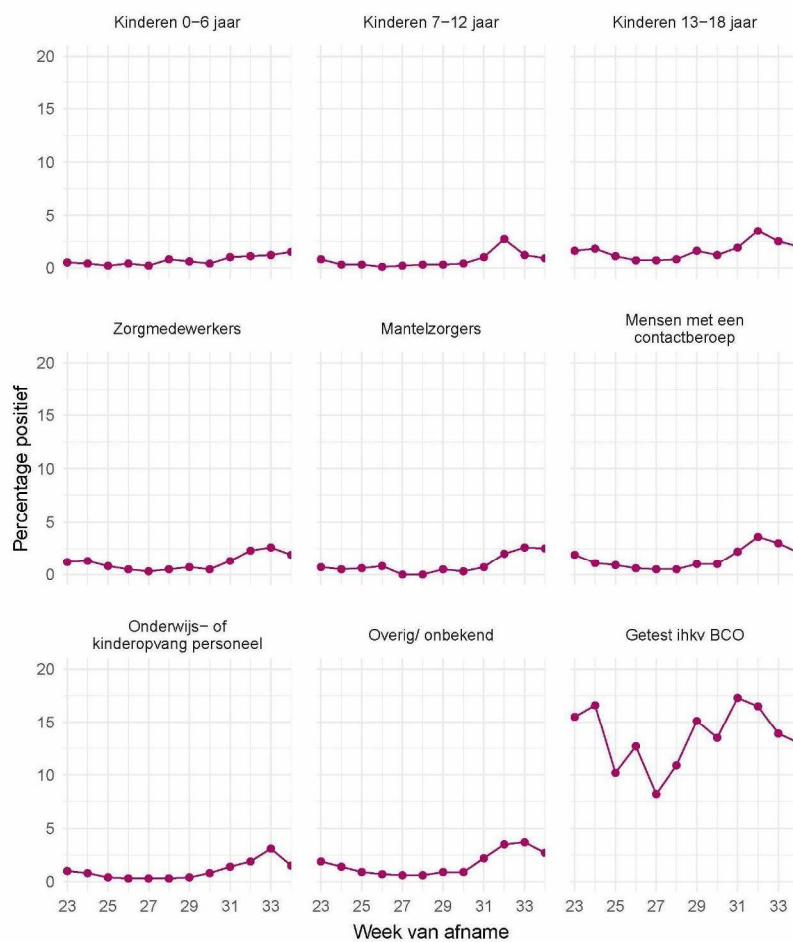 Kinderen 0−6 jaar
Kinderen 7−12 jaar
Kinderen 13−18 jaar
20
15
10
5
0
Zorgmedewerkers
Mantelzorgers
Mensen met een
contactberoep
Percentage positief
20
15
10
5
0
Onderwijs− of
kinderopvang personeel
Overig/ onbekend
Getest ihkv BCO
20
15
10
5
0
23 25 27 29 31 33
23 25 27 29 31 33
23 25 27 29 31 33
Week van afname